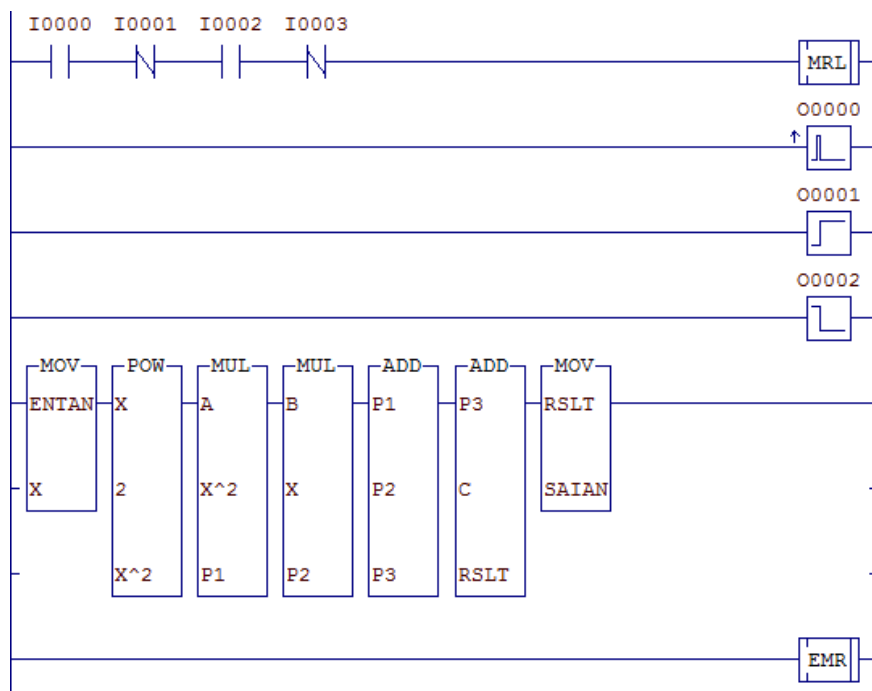 I0000 I0001 I0002 I0003
MRL
O0000
O0001
O0002
MOV POW MUL MUL ADD ADD MOV
ENTAN X A B P1 P3 RSLT
X 2 X^2 X P2 C SAIAN
X^2 P1 P2 P3 RSLT
EMR